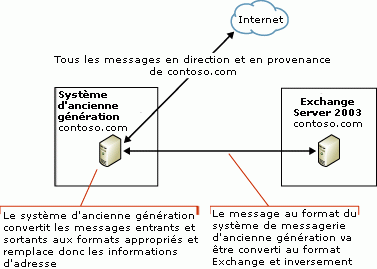 Internet
Tous les messages en direction et en provenance
de contoso.com
Système
d'ancienne
génération
contoso.com
Exchange
Server 2003
contoso.com
Le système d'ancienne génération
convertit les messages entrants et
sortants aux formats appropriés et
remplace donc les informations
d'adresse
Le message au format du
système de messagerie
d'ancienne génération va
être converti au format
Exchange et inversement